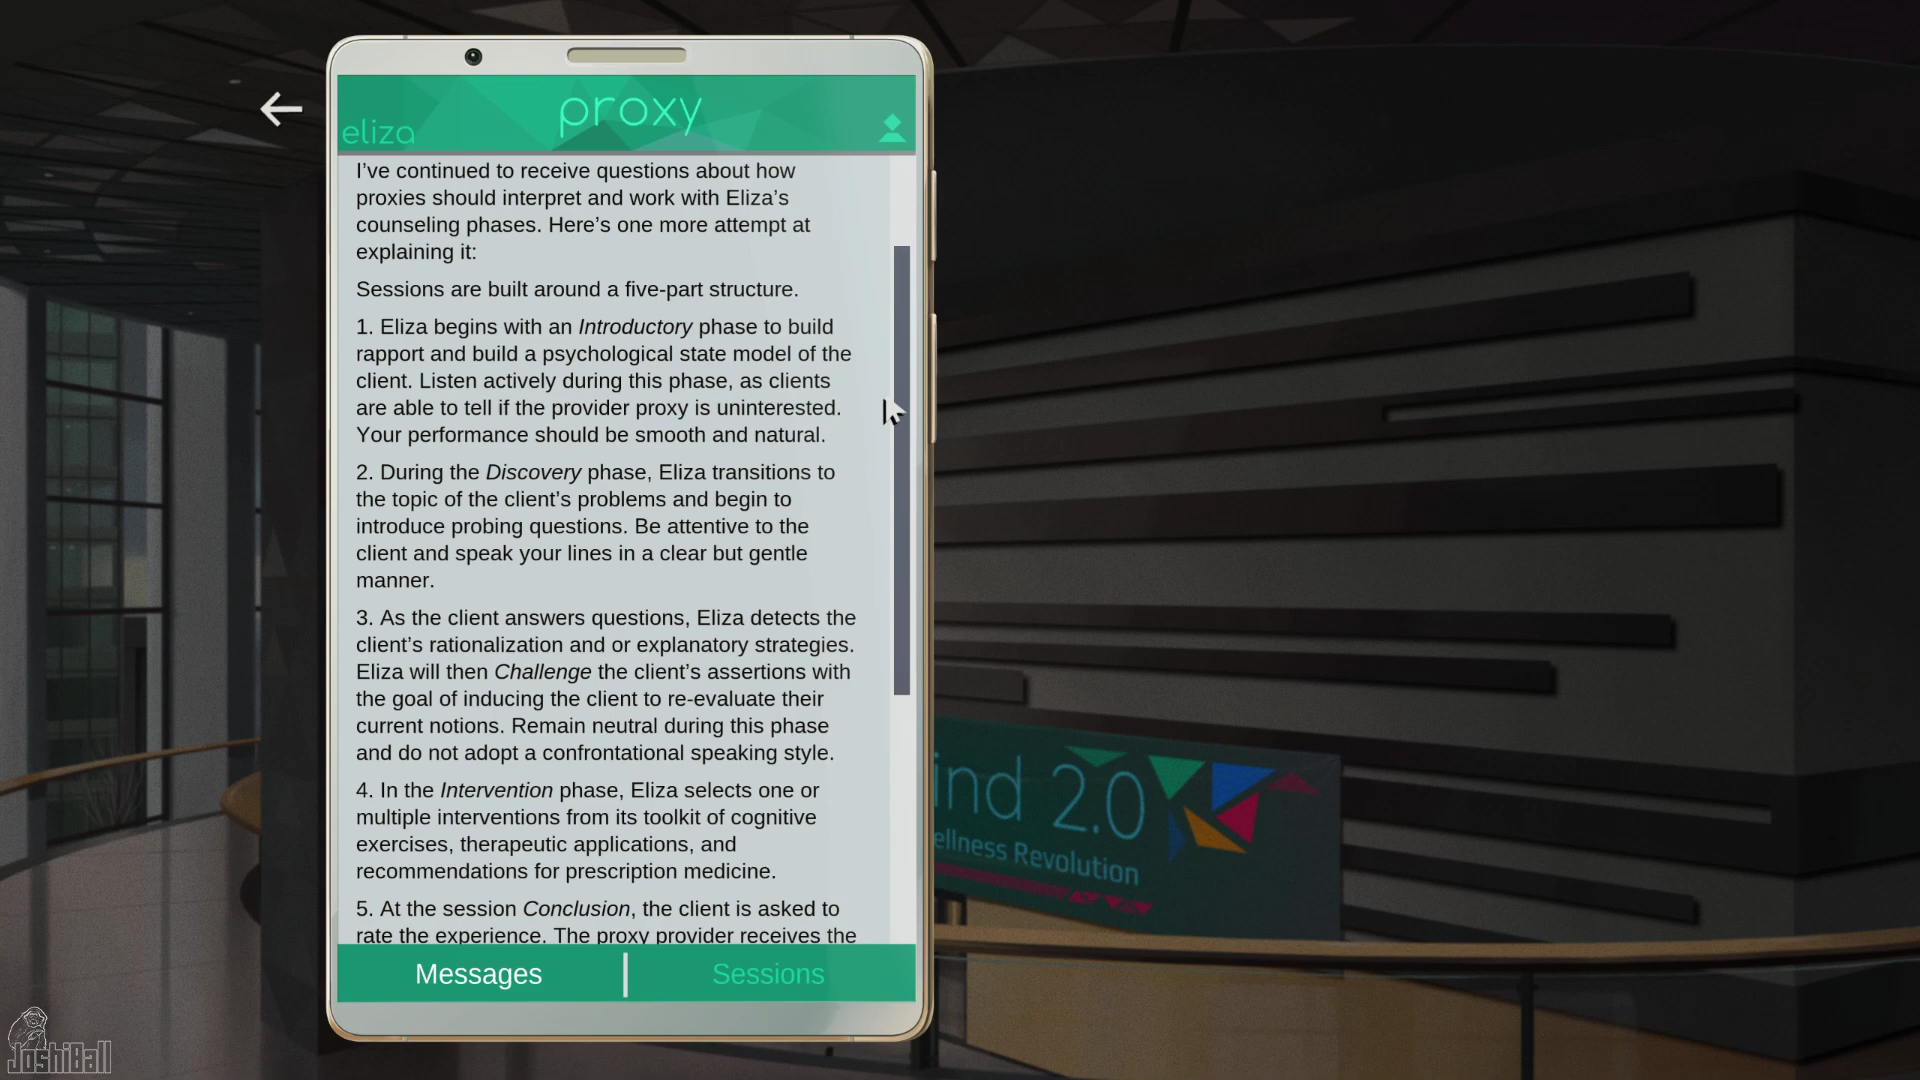 proxy
eliza
I’ve continued to receive questions about how
proxies should interpret and work with Eliza’s
counseling phases. Here’s one more attempt at
explaining it:
Sessions are built around a five-part structure.
1. Eliza begins with an Introductory phase to build
rapport and build a psychological state model of the
client. Listen actively during this phase, as clients
are able to tell if the provider proxy is uninterested.
Your performance should be smooth and natural.
2. During the Discovery phase, Eliza transitions to
the topic of the client’s problems and begin to
introduce probing questions. Be attentive to the
client and speak your lines in a clear but gentle
manner.
3. As the client answers questions, Eliza detects the
client’s rationalization and or explanatory strategies.
Eliza will then Challenge the client’s assertions with
the goal of inducing the client to re-evaluate their
current notions. Remain neutral during this phase
and do not adopt a confrontational speaking style.
4. In the Intervention phase, Eliza selects one or
multiple interventions from its toolkit of cognitive
exercises, therapeutic applications, and
recommendations for prescription medicine.
5. At the session Conclusion, the client is asked to
rate the experience. The proxy provider receives the
Messages
Sessions
ind 2.0
ellness Revolution
JoshiBall